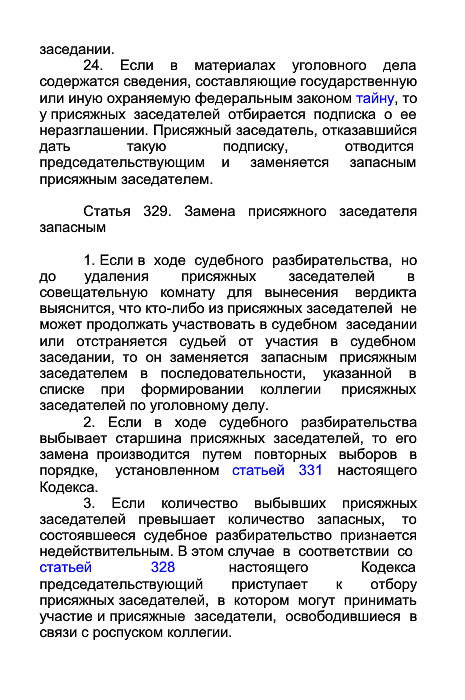 заседании.
24. Если в материалах уголовного дела
содержатся сведения, составляющие государственную
или иную охраняемую федеральным законом тайну, то
у присяжных заседателей отбирается подписка о ее
неразглашении. Присяжный заседатель, отказавшийся
дать такую подписку, отводится
председательствующим и заменяется запасным
присяжным заседателем.
Статья 329. Замена присяжного заседателя
запасным
1. Если в ходе судебного разбирательства, но
до удаления присяжных заседателей в
совещательную комнату для вынесения вердикта
выяснится, что кто-либо из присяжных заседателей не
может продолжать участвовать в судебном заседании
или отстраняется судьей от участия в судебном
заседании, то он заменяется запасным присяжным
заседателем в последовательности, указанной в
списке при формировании коллегии присяжных
заседателей по уголовному делу.
2. Если в ходе судебного разбирательства
выбывает старшина присяжных заседателей, то его
замена производится путем повторных выборов в
порядке, установленном статьей 331 настоящего
Кодекса.
3. Если количество выбывших присяжных
заседателей превышает количество запасных, то
состоявшееся судебное разбирательство признается
недействительным. В этом случае в соответствии со
статьей 328 настоящего Кодекса
председательствующий приступает к отбору
присяжных заседателей, в котором могут принимать
участие и присяжные заседатели, освободившиеся в
связи с роспуском коллегии.